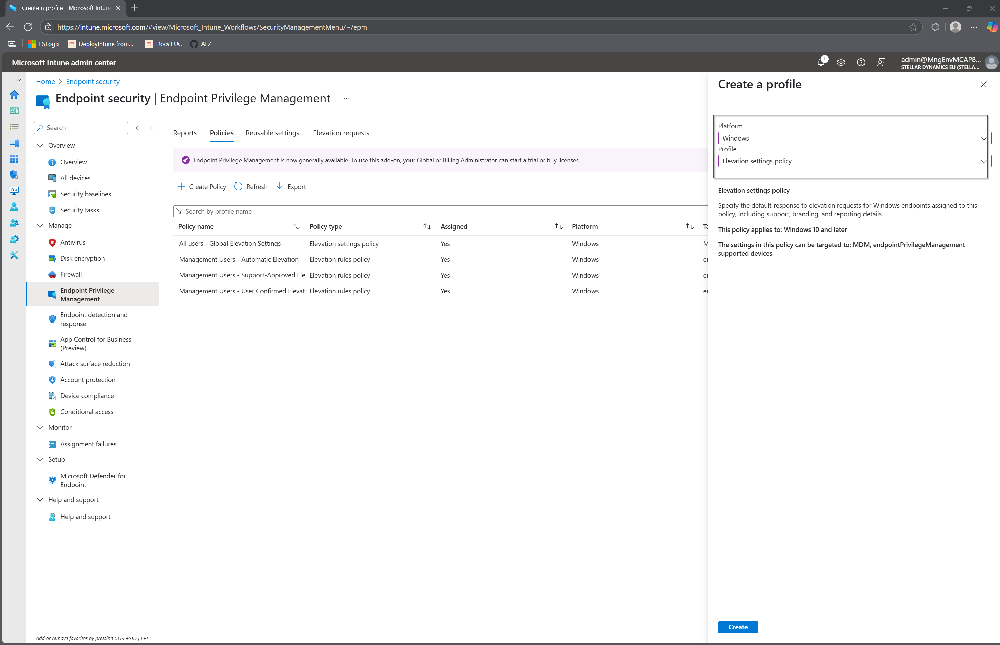 Create a profile - Microsoft Intune
https://intune.microsoft.com/#view/Microsoft_Intune_Workflows/SecurityManagementMenu/~/epm
FSLogix
DeployIntune from...
Docs EUC
ALZ
Microsoft Intune admin center
1
admin@MngEnvMCAP8...
STELLAR DYNAMICS EU (STELLA...
Home > Endpoint security
Endpoint security | Endpoint Privilege Management
...
Search
Overview
Overview
All devices
Security baselines
Security tasks
Manage
Antivirus
Disk encryption
Firewall
Endpoint Privilege
Management
Endpoint detection and
response
App Control for Business
(Preview)
Attack surface reduction
Account protection
Device compliance
Conditional access
Monitor
Assignment failures
Setup
Microsoft Defender for
Endpoint
Help and support
Help and support
Add or remove favorites by pressing Ctrl+Shift+F
Reports Policies Reusable settings Elevation requests
Endpoint Privilege Management is now generally available. To use this add-on, your Global or Billing Administrator can start a trial or buy licenses.
Create Policy Refresh Export
Search by profile name
Policy name Policy type Assigned Platform Ta
All users - Global Elevation Settings Elevation settings policy Yes Windows M
Management Users - Automatic Elevation Elevation rules policy Yes Windows
Management Users - Support-Approved Ele Elevation rules policy Yes Windows
Management Users - User Confirmed Elevat Elevation rules policy Yes Windows
Create a profile
Platform
Windows
Profile
Elevation settings policy
Elevation settings policy
Specify the default response to elevation requests for Windows endpoints assigned to this
policy, including support, branding, and reporting details.
This policy applies to: Windows 10 and later
The settings in this policy can be targeted to: MDM, endpointPrivilegeManagement
supported devices
Create